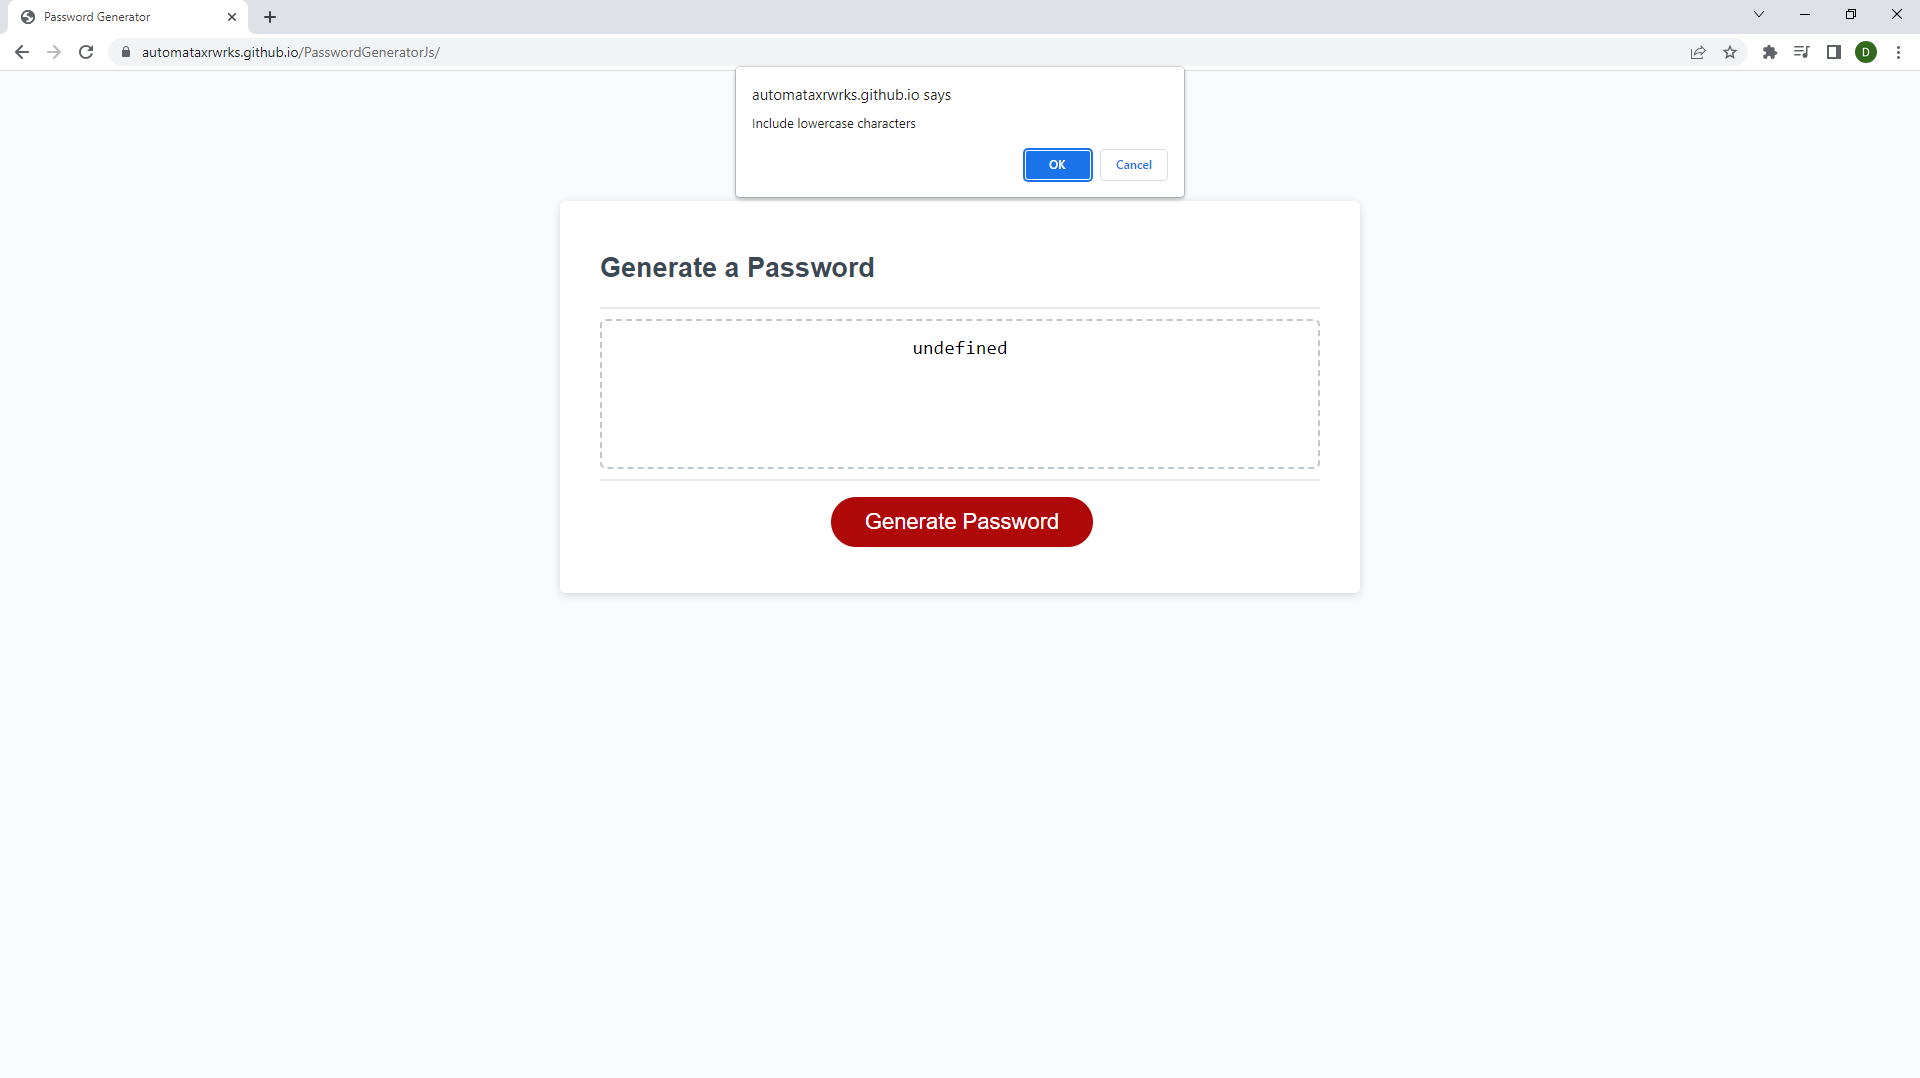 Password Generator
automataxrwrks.github.io/PasswordGeneratorJs/
D
automataxrwrks.github.io says
Include lowercase characters
OK
Cancel
Generate a Password
undefined
Generate Password